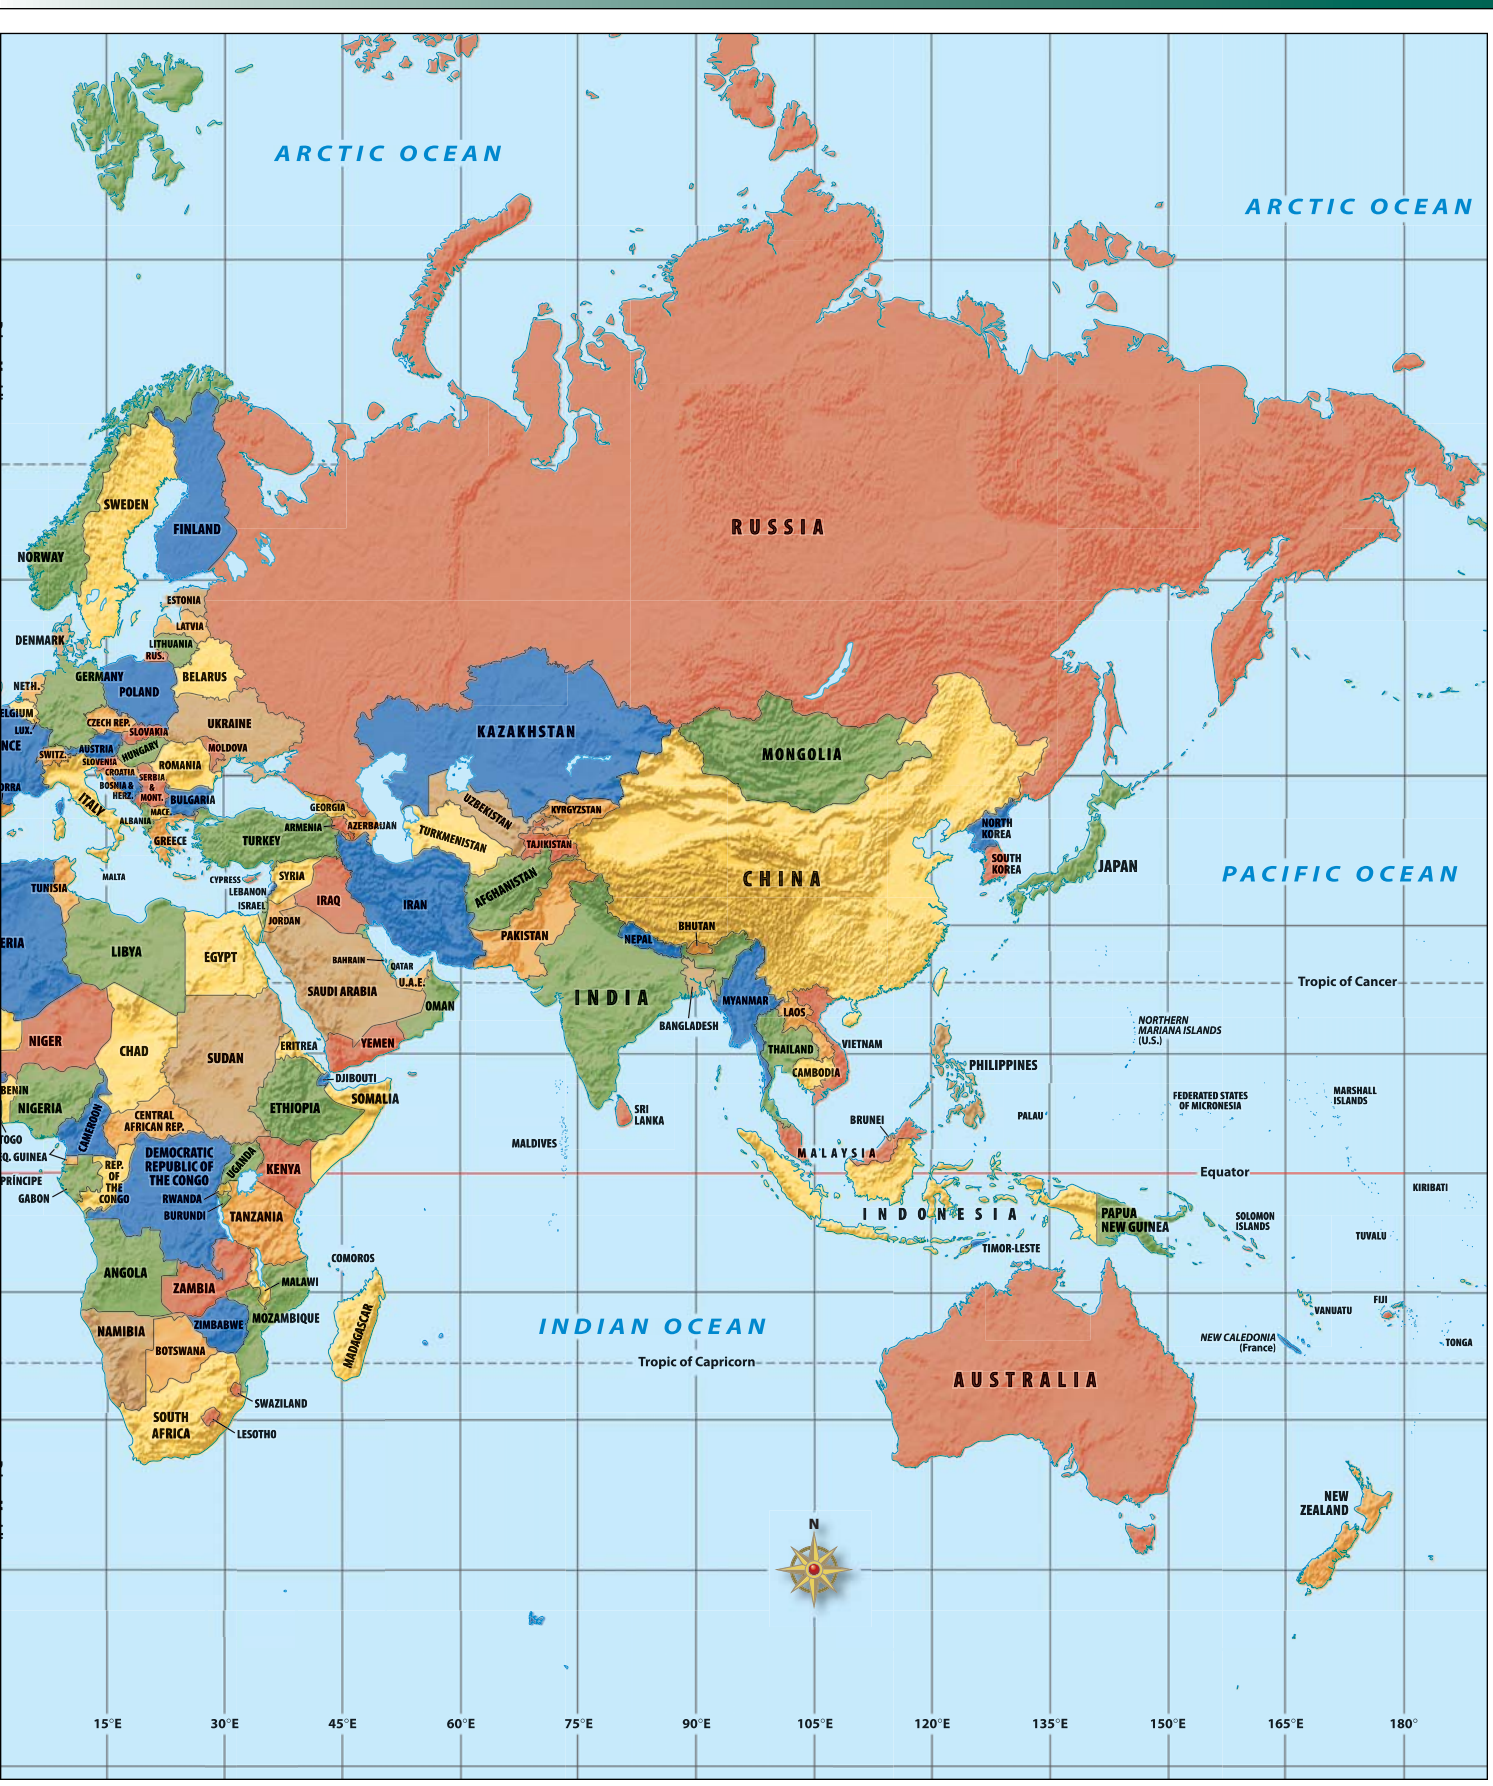 ARCTIC OCEAN
ARCTIC OCEAN
SWEDEN
FINLAND
RUSSIA
NORWAY
ESTONIA
LATVIA
DENMARK
LITHUANIA
RUS.
GERMANY
BELARUS
NETH.
POLAND
ELGIUM
LUX.
CZECH REP.
UKRAINE
SLOVAKIA
KAZAKHSTAN
NCE
AUSTRIA
HUNGARY
MOLDOVA
MONGOLIA
SWITZ.
SLOVENIA
ROMANIA
CROATIA
SERBIA
&
MONT.
BOSNIA &
HERZ.
ORRA
ITALY
BULGARIA
MACE.
ALBANIA
GEORGIA
UZBEKISTAN
KYRGYZSTAN
ARMENIA
AZERBAIJAN
GREECE
TURKEY
TURKMENISTAN
TAJIKISTAN
NORTH
KOREA
SOUTH
KOREA
JAPAN
PACIFIC OCEAN
MALTA
CYPRESS
SYRIA
TUNISIA
LEBANON
IRAQ
IRAN
AFGHANISTAN
CHINA
ISRAEL
JORDAN
ERIA
LIBYA
EGYPT
PAKISTAN
NEPAL
BHUTAN
BAHRAIN
QATAR
U.A.E.
SAUDI ARABIA
OMAN
INDIA
MYANMAR
LAOS
Tropic of Cancer
BANGLADESH
NORTHERN
MARIANA ISLANDS
(U.S.)
NIGER
CHAD
SUDAN
ERITREA
YEMEN
THAILAND
VIETNAM
CAMBODIA
PHILIPPINES
DJIBOUTI
BENIN
NIGERIA
ETHIOPIA
SOMALIA
SRI
LANKA
CAMEROON
CENTRAL
AFRICAN REP.
BRUNEI
PALAU
FEDERATED STATES
OF MICRONESIA
MARSHALL
ISLANDS
TOGO
MALDIVES
MALAYSIA
EQ. GUINEA
DEMOCRATIC
REPUBLIC OF
THE CONGO
UGANDA
KENYA
Equator
PRÍNCIPE
REP.
OF
THE
CONGO
GABON
RWANDA
BURUNDI
TANZANIA
KIRIBATI
INDONESIA
PAPUA
NEW GUINEA
SOLOMON
ISLANDS
TUVALU
TIMOR-LESTE
COMOROS
ANGOLA
ZAMBIA
MALAWI
MOZAMBIQUE
NAMIBIA
ZIMBABWE
BOTSWANA
MADAGASCAR
INDIAN OCEAN
FIJI
VANUATU
NEW CALEDONIA
(France)
TONGA
Tropic of Capricorn
AUSTRALIA
SWAZILAND
SOUTH
AFRICA
LESOTHO
NEW
ZEALAND
N
15°E 30°E 45°E 60°E 75°E 90°E 105°E 120°E 135°E 150°E 165°E 180°